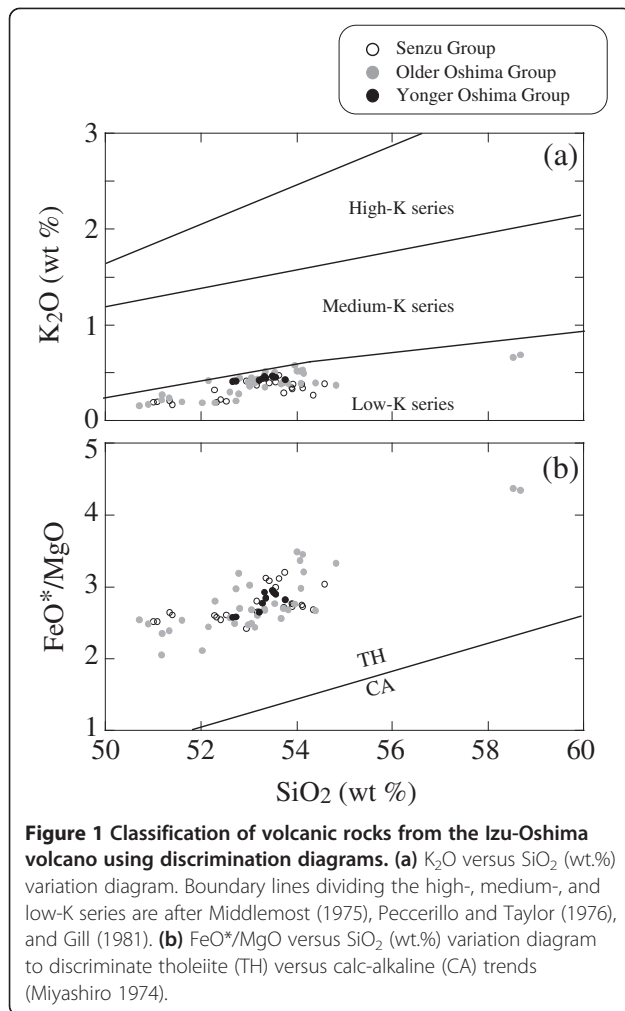 Senzu Group
Older Oshima Group
Yonger Oshima Group
3
(a)
High-K series
2
K2O (wt %)
Medium-K series
1
Low-K series
0
5
(b)
4
FeO*/MgO
3
2
TH
CA
1
50 52 54 56 58 60
SiO2 (wt %)
Figure 1 Classification of volcanic rocks from the Izu-Oshima
volcano using discrimination diagrams. (a) K2O versus SiO2 (wt.%)
variation diagram. Boundary lines dividing the high-, medium-, and
low-K series are after Middlemost (1975), Peccerillo and Taylor (1976),
and Gill (1981). (b) FeO*/MgO versus SiO2 (wt.%) variation diagram
to discriminate tholeiite (TH) versus calc-alkaline (CA) trends
(Miyashiro 1974).